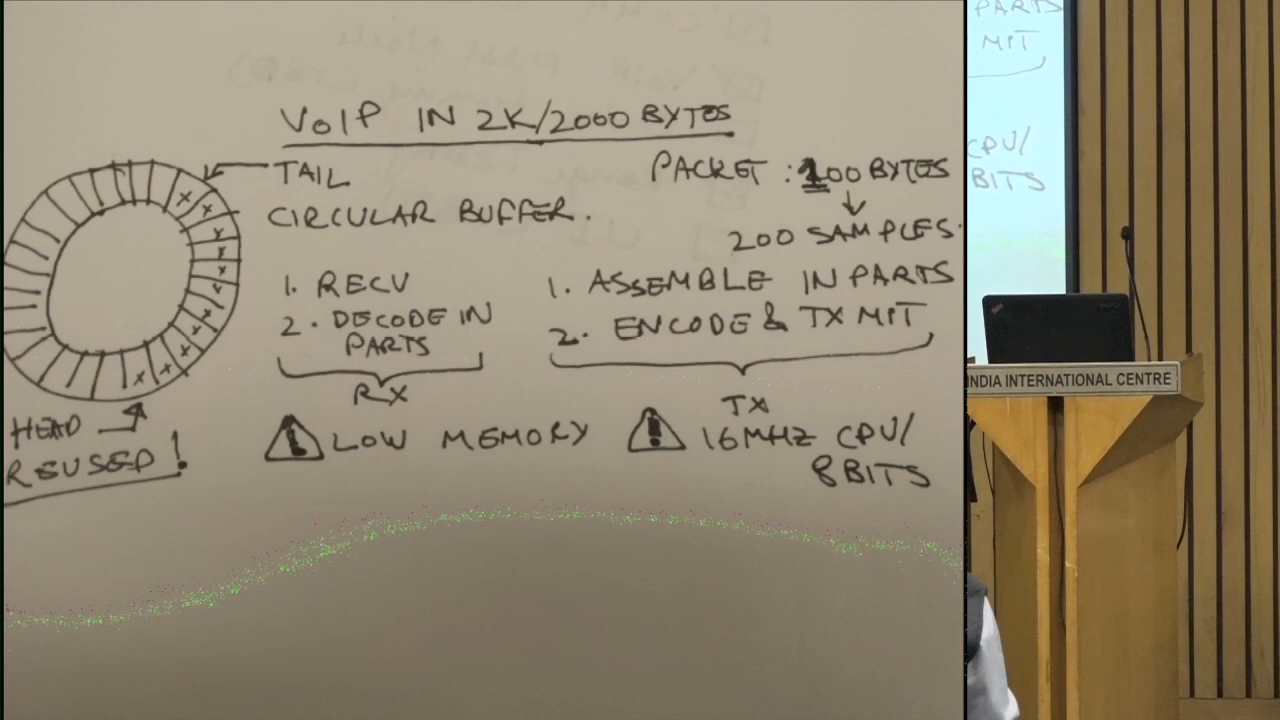 VOIP IN 2K/2000 BYTES
TAIL
CIRCULAR BUFFER.
PACKET : 100 BYTES
200 SAMPLES.
1. RECV
2. DECODE IN
PARTS
RX
1. ASSEMBLE IN PARTS
2. ENCODE & TX MIT
TX
HEAD
REUSED!
! LOW MEMORY
! 16MHZ CPU/
8BITS
PARTS
MIT
CPU/
BITS
INDIA INTERNATIONAL CENTRE